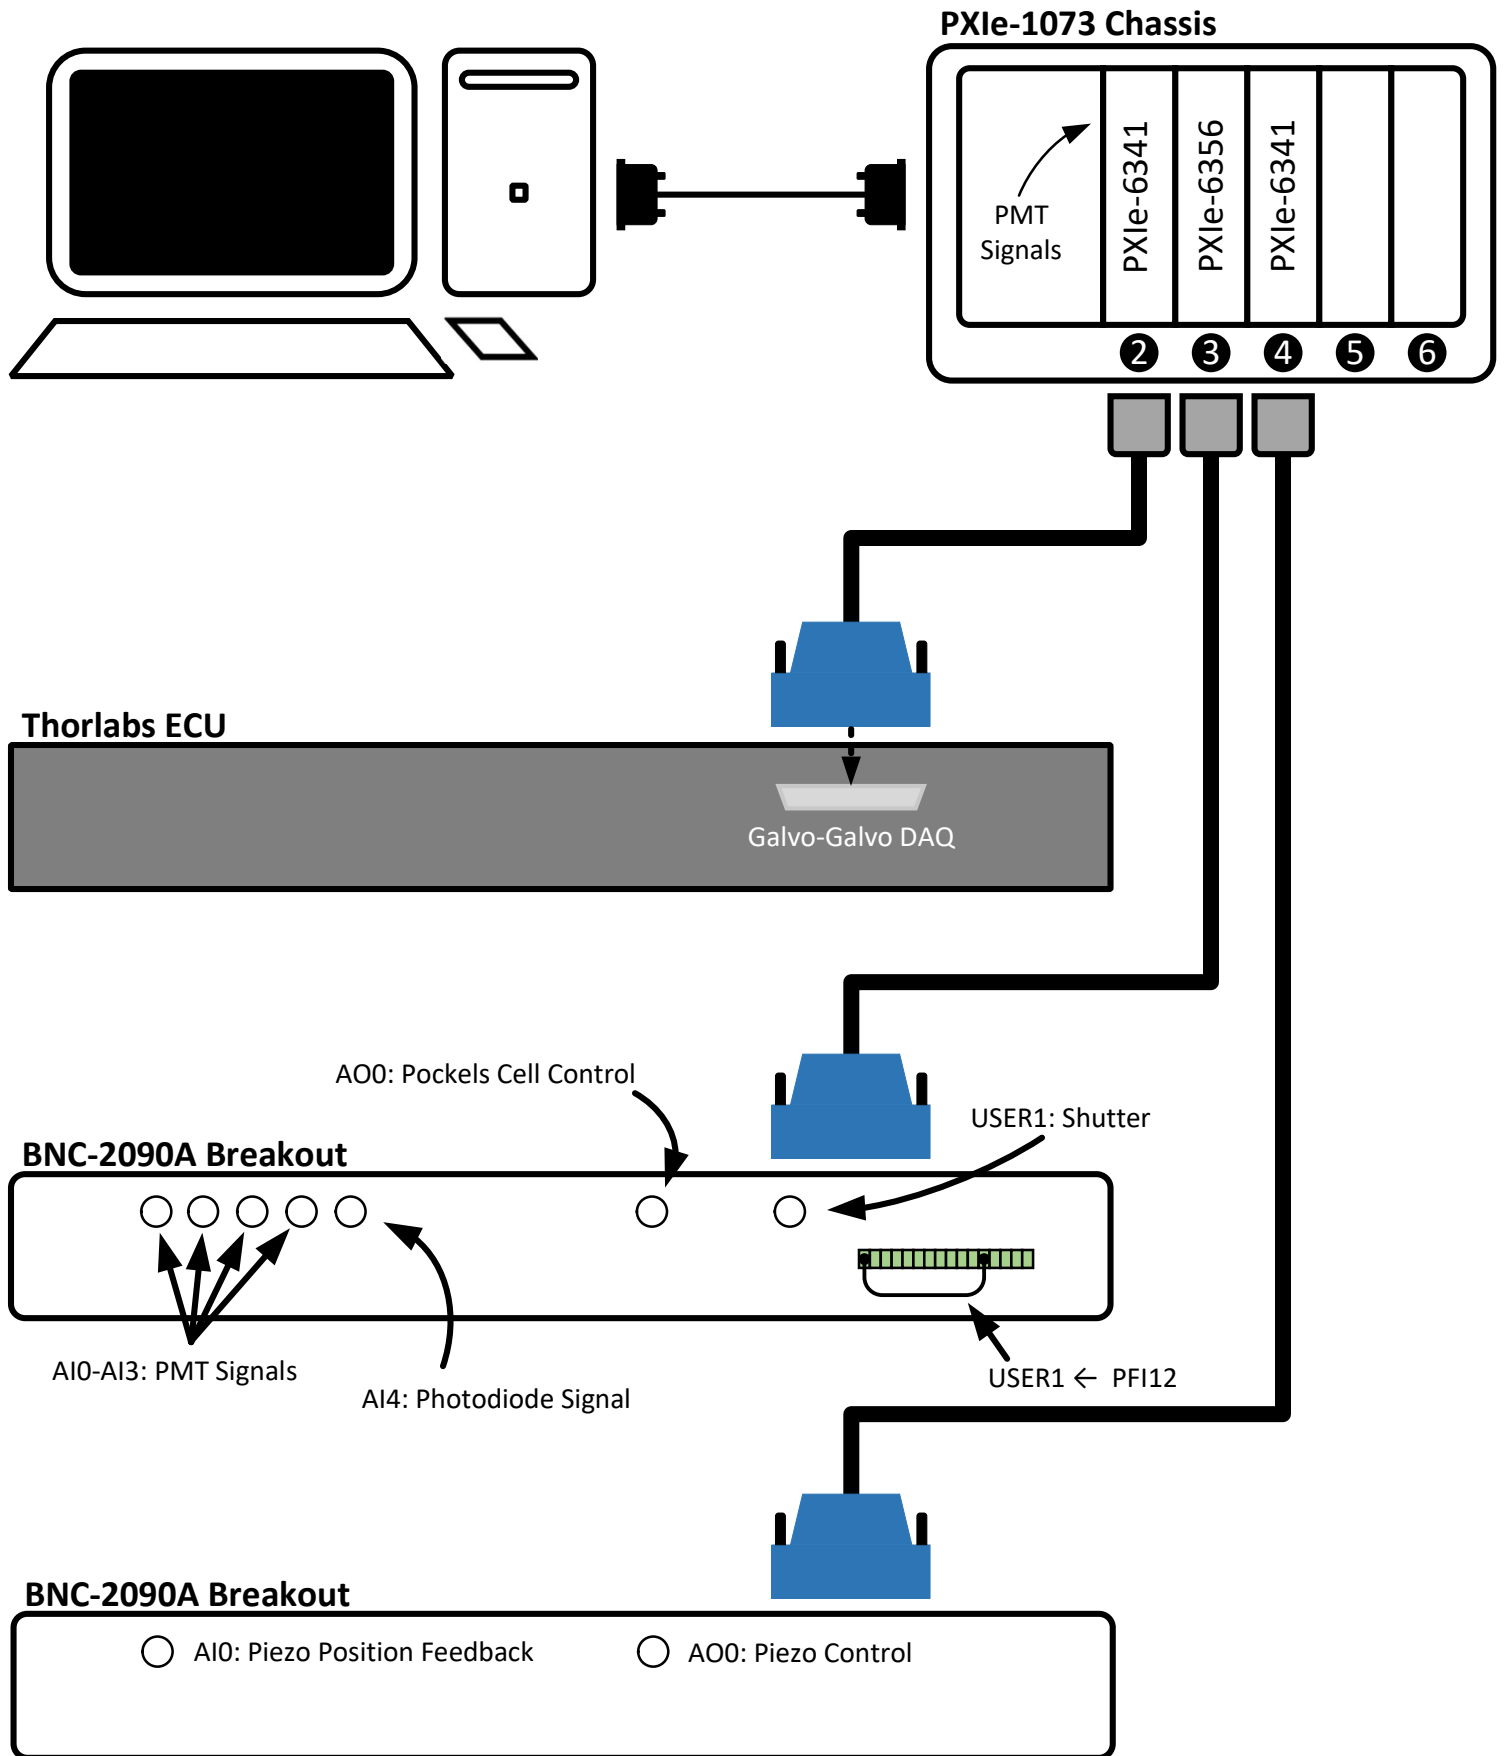 PXIe-1073 Chassis
PMT
Signals
PXIe-6341
PXIe-6356
PXIe-6341
2 3 4 5 6
Thorlabs ECU
Galvo-Galvo DAQ
AO0: Pockels Cell Control
USER1: Shutter
BNC-2090A Breakout
AI0-AI3: PMT Signals
AI4: Photodiode Signal
USER1 ← PFI12
BNC-2090A Breakout
AI0: Piezo Position Feedback
AO0: Piezo Control